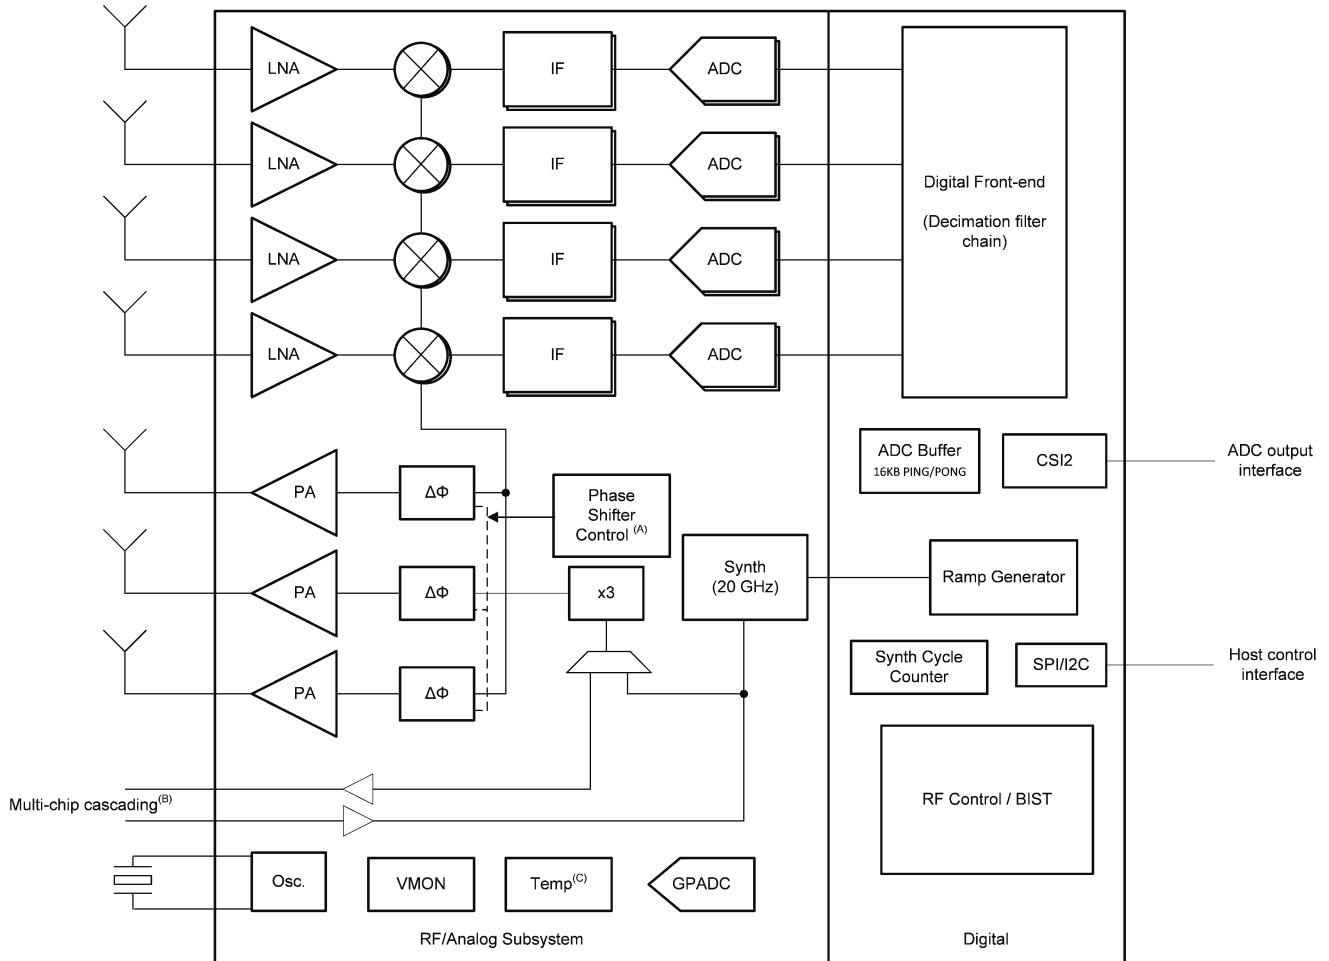 LNA
IF
ADC
LNA
IF
ADC
Digital Front-end
(Decimation filter
chain)
LNA
IF
ADC
LNA
IF
ADC
ADC Buffer
16KB PING/PONG
CSI2
ADC output
interface
PA
ΔΦ
Phase
Shifter
Control (A)
Synth
(20 GHz)
Ramp Generator
PA
ΔΦ
x3
Synth Cycle
Counter
SPI/I2C
Host control
interface
PA
ΔΦ
RF Control / BIST
Multi-chip cascading(B)
Osc.
VMON
Temp(C)
GPADC
RF/Analog Subsystem
Digital